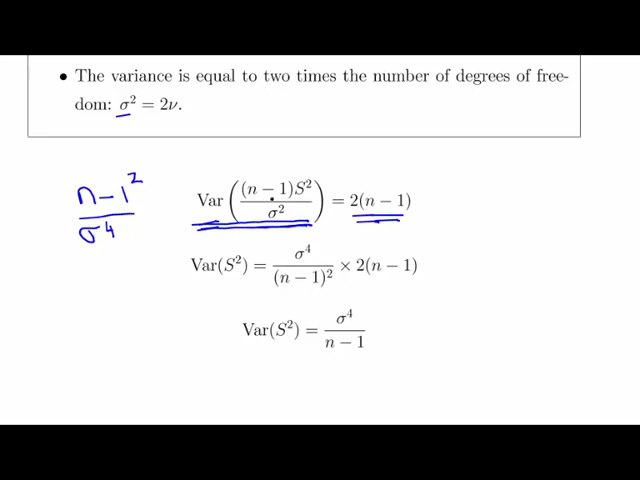 • The variance is equal to two times the number of degrees of free-
dom: σ² = 2ν.
n-1²
σ⁴
Var((n − 1)S²/σ²) = 2(n − 1)
Var(S²) = σ⁴/(n − 1)² × 2(n − 1)
Var(S²) = σ⁴/n − 1